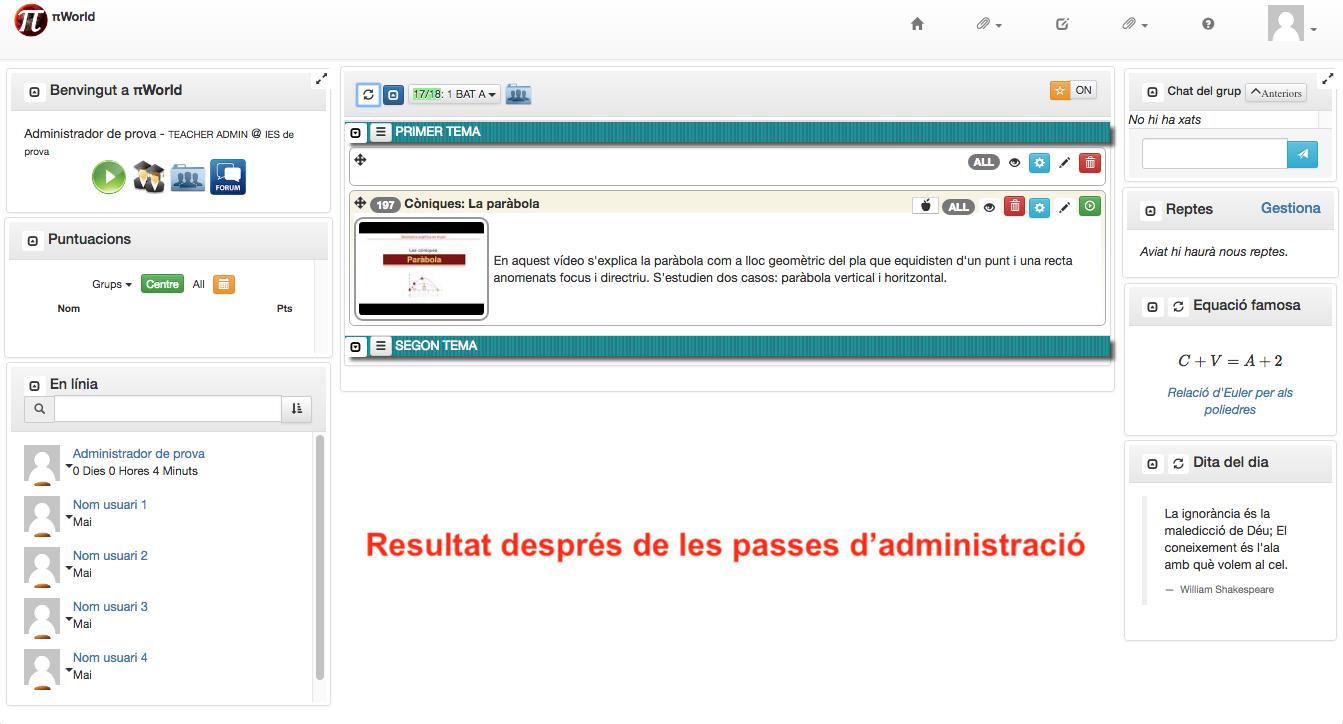 πWorld
Benvingut a πWorld
Administrador de prova - TEACHER ADMIN @ IES de
prova
FORUM
Puntuacions
Grups Centre All
Nom Pts
En línia
Administrador de prova
0 Dies 0 Hores 4 Minuts
Nom usuari 1
Mai
Nom usuari 2
Mai
Nom usuari 3
Mai
Nom usuari 4
Mai
17/18: 1 BAT A
ON
PRIMER TEMA
ALL
197 Còniques: La paràbola
ALL
Les còniques
Paràbola
En aquest vídeo s'explica la paràbola com a lloc geomètric del pla que equidisten d'un punt i una recta
anomenats focus i directriu. S'estudien dos casos: paràbola vertical i horitzontal.
SEGON TEMA
Resultat després de les passes d’administració
Chat del grup Anteriors
No hi ha xats
Reptes Gestiona
Aviat hi haurà nous reptes.
Equació famosa
C + V = A + 2
Relació d'Euler per als
poliedres
Dita del dia
La ignorància és la
maledicció de Déu; El
coneixement és l'ala
amb què volem al cel.
— William Shakespeare